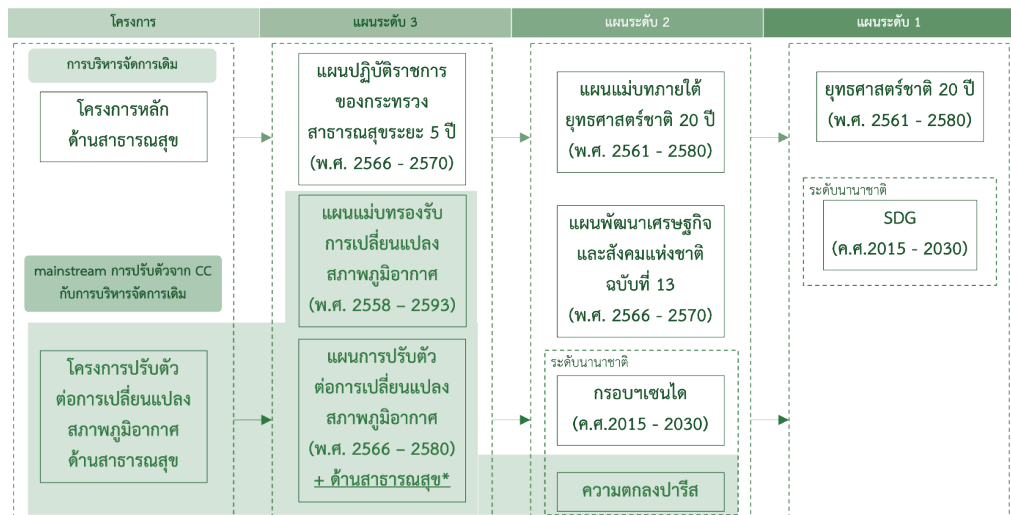 โครงการ
แผนระดับ 3
แผนระดับ 2
แผนระดับ 1
การบริหารจัดการเดิม
โครงการหลัก
ด้านสาธารณสุข
mainstream การปรับตัวจาก CC
กับการบริหารจัดการเดิม
โครงการปรับตัว
ต่อการเปลี่ยนแปลง
สภาพภูมิอากาศ
ด้านสาธารณสุข
แผนปฏิบัติราชการ
ของกระทรวง
สาธารณสุขระยะ 5 ปี
(พ.ศ. 2566 - 2570)
แผนแม่บทรองรับ
การเปลี่ยนแปลง
สภาพภูมิอากาศ
(พ.ศ. 2558 – 2593)
แผนการปรับตัว
ต่อการเปลี่ยนแปลง
สภาพภูมิอากาศ
(พ.ศ. 2566 – 2580)
+ ด้านสาธารณสุข*
แผนแม่บทภายใต้
ยุทธศาสตร์ชาติ 20 ปี
(พ.ศ. 2561 - 2580)
แผนพัฒนาเศรษฐกิจ
และสังคมแห่งชาติ
ฉบับที่ 13
(พ.ศ. 2566 - 2570)
ระดับนานาชาติ
กรอบฯเซนได
(ค.ศ.2015 - 2030)
ความตกลงปารีส
ยุทธศาสตร์ชาติ 20 ปี
(พ.ศ. 2561 - 2580)
ระดับนานาชาติ
SDG
(ค.ศ.2015 - 2030)